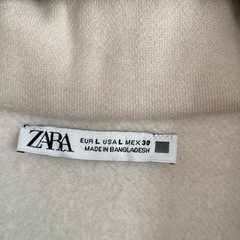 ZARA
EUR L USA L MEX 30
MADE IN BANGLADESH